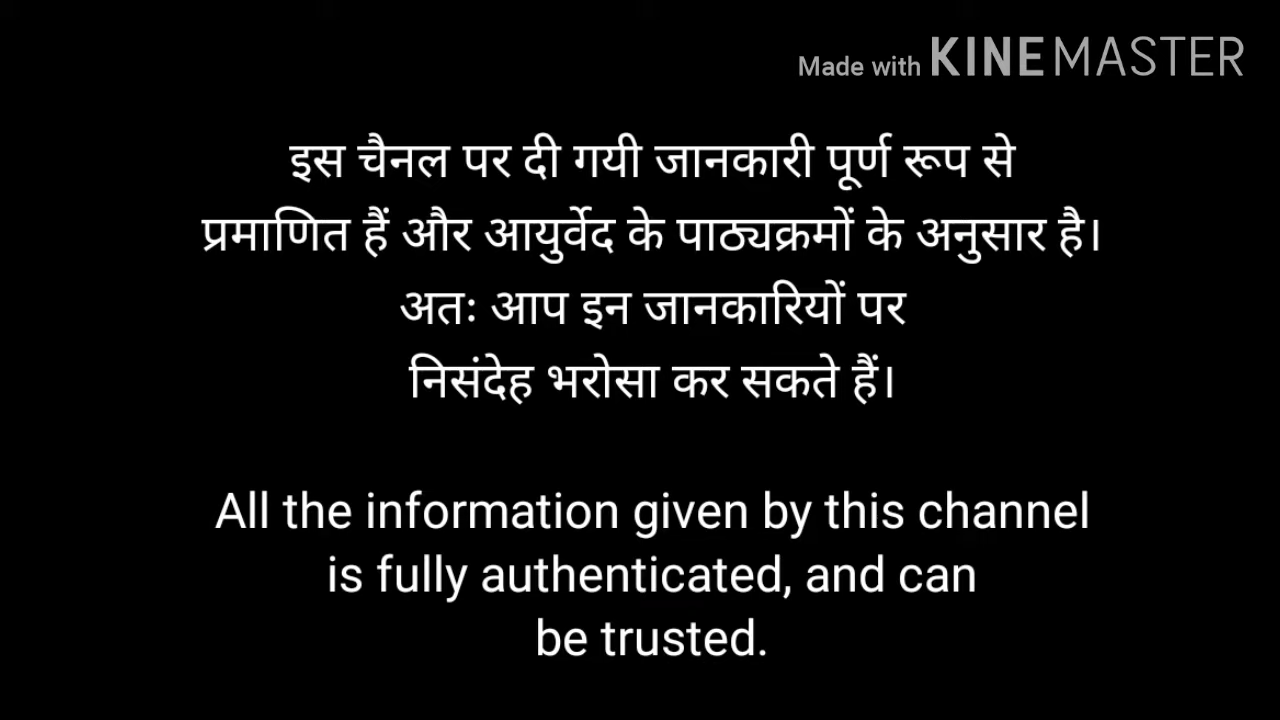 Made with KINEMASTER
इस चैनल पर दी गयी जानकारी पूर्ण रूप से
प्रमाणित हैं और आयुर्वेद के पाठ्यक्रमों के अनुसार है।
अतः आप इन जानकारियों पर
निसंदेह भरोसा कर सकते हैं।
All the information given by this channel
is fully authenticated, and can
be trusted.